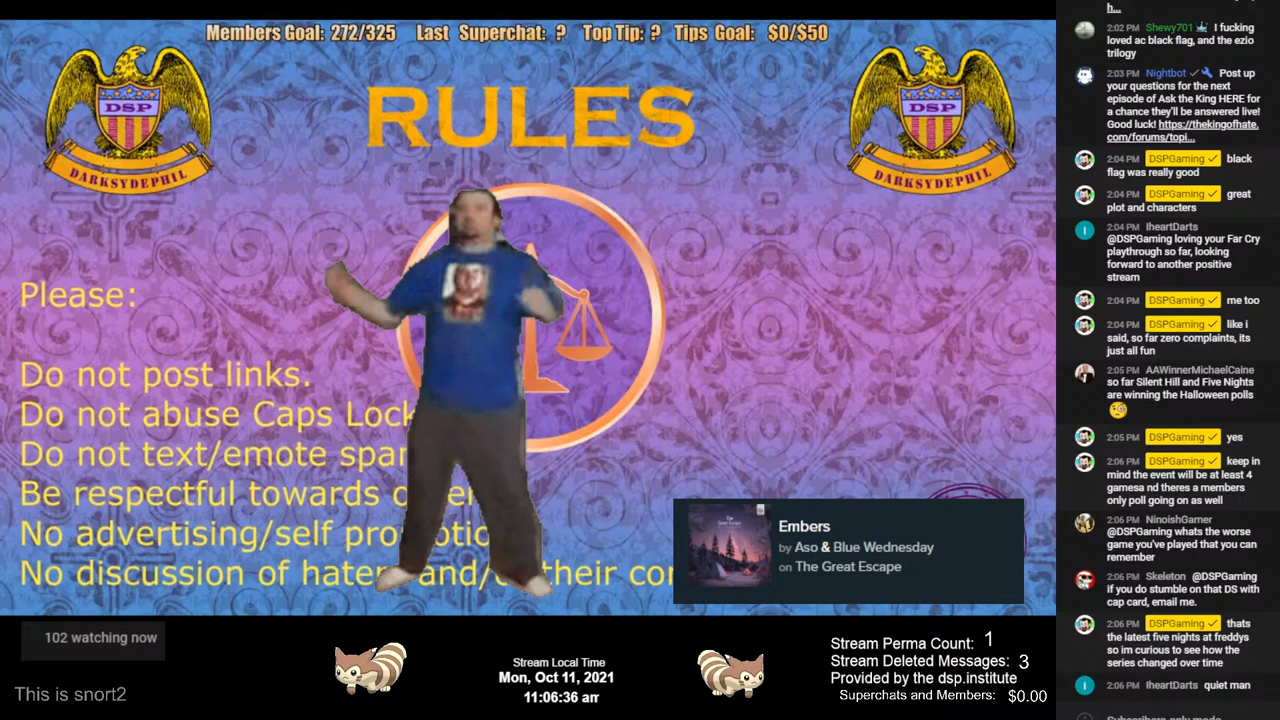 Members Goal: 272/325 Last Superchat: ? Top Tip: ? Tips Goal: $0/$50
DSP
DARKSYDEPHIL
RULES
DSP
DARKSYDEPHIL
Please:
Do not post links.
Do not abuse Caps Lock
Do not text/emote spa
Be respectful towards o
No advertising/self pro
No discussion of hater and/ their co
Embers
by Aso & Blue Wednesday
on The Great Escape
102 watching now
This is snort2
Stream Local Time
Mon, Oct 11, 2021
11:06:36 am
Stream Perma Count: 1
Stream Deleted Messages: 3
Provided by the dsp.institute
Superchats and Members: $0.00
h...
2:02 PM Shewy701 I fucking
loved ac black flag, and the ezio
trilogy
2:03 PM Nightbot Post up
your questions for the next
episode of Ask the King HERE for
a chance they'll be answered live!
Good luck! https://thekingofhate.
com/forums/topi...
2:04 PM DSPGaming black
flag was really good
2:04 PM DSPGaming great
plot and characters
2:04 PM IheartDarts
@DSPGaming loving your Far Cry
playthrough so far, looking
forward to another positive
stream
2:04 PM DSPGaming me too
2:04 PM DSPGaming like i
said, so far zero complaints, its
just all fun
2:05 PM AAWinnerMichaelCaine
so far Silent Hill and Five Nights
are winning the Halloween polls
2:05 PM DSPGaming yes
2:06 PM DSPGaming keep in
mind the event will be at least 4
gamesa nd theres a members
only poll going on as well
2:06 PM NinoishGamer
@DSPGaming whats the worse
game you've played that you can
remember
2:06 PM Skeleton @DSPGaming
if you do stumble on that DS with
cap card, email me.
2:06 PM DSPGaming thats
the latest five nights at freddys
so im curious to see how the
series changed over time
2:06 PM IheartDarts quiet man
Subscribers-only mode